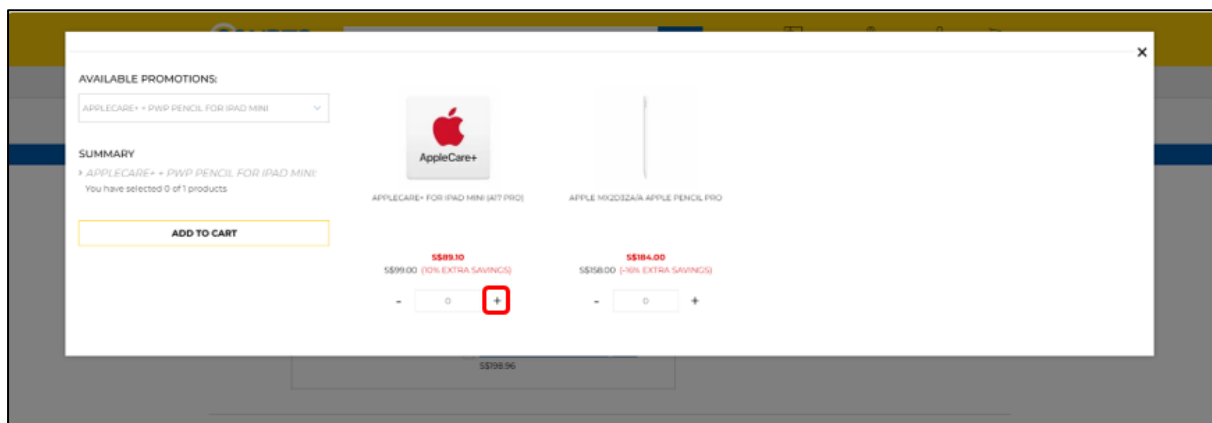 AVAILABLE PROMOTIONS:
APPLECARE+ + PWP PENCIL FOR IPAD MINI
SUMMARY
› APPLECARE+ + PWP PENCIL FOR IPAD MINI:
You have selected 0 of 1 products
ADD TO CART
×
AppleCare+
APPLECARE+ FOR IPAD MINI (A17 PRO)
S$89.10
S$99.00 (10% EXTRA SAVINGS)
- 0 +
APPLE MX2D3ZA/A APPLE PENCIL PRO
S$184.00
S$158.00 (-16% EXTRA SAVINGS)
- 0 +
S$198.96